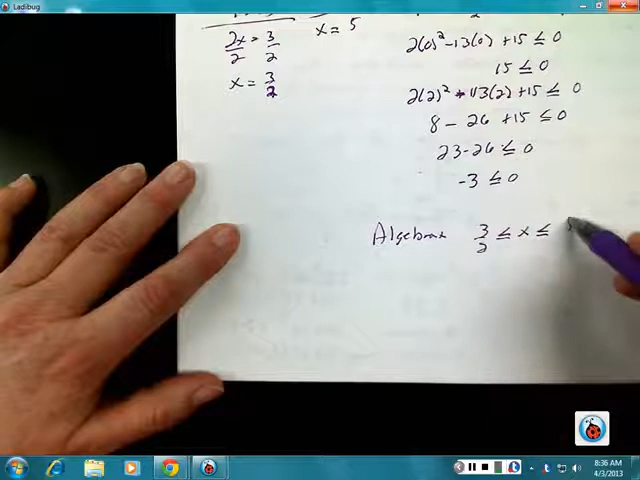 Ladibug
2x = 3
2 2
x = 5
x = 3
2
2(0)² - 13(0) + 15 ≤ 0
15 ≤ 0
2(2)² - 13(2) + 15 ≤ 0
8 - 26 + 15 ≤ 0
23 - 26 ≤ 0
-3 ≤ 0
Algebra 3/2 ≤ x ≤
8:36 AM
4/3/2013